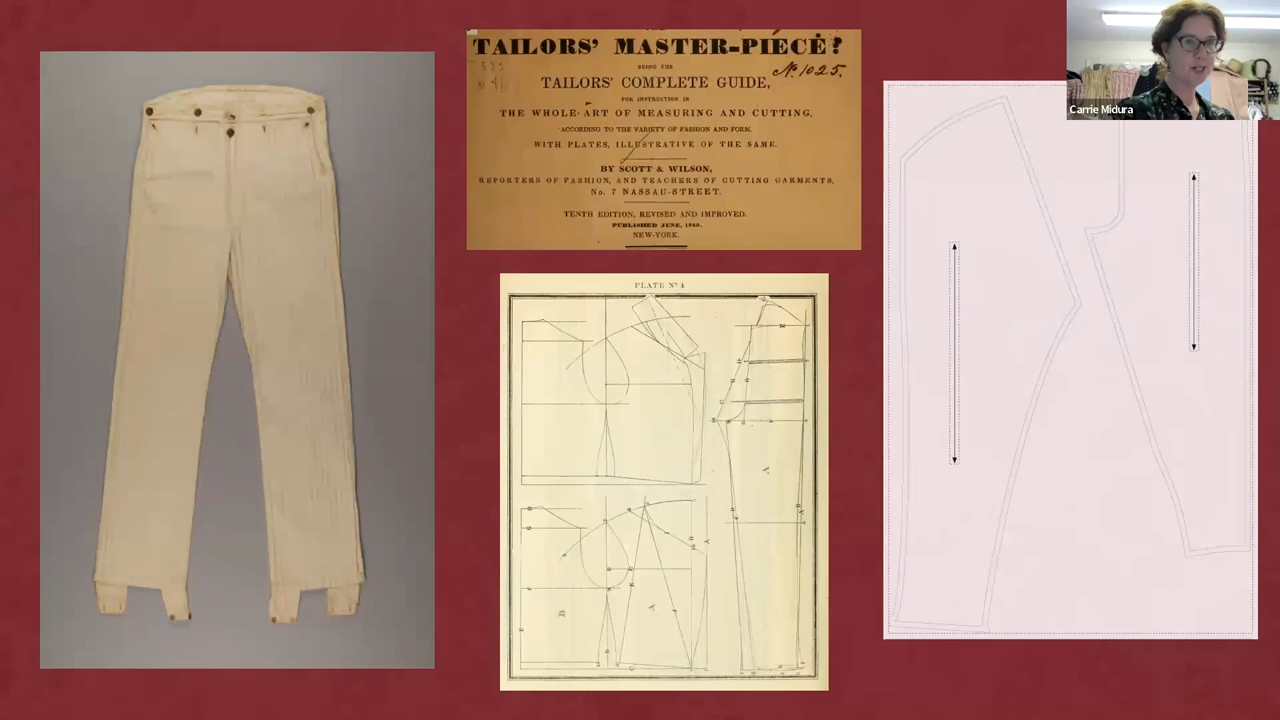 TAILORS' MASTER-PIECE?
BEING THE
No. 1025.
TAILORS' COMPLETE GUIDE,
FOR INSTRUCTION IN
THE WHOLE ART OF MEASURING AND CUTTING,
ACCORDING TO THE VARIETY OF FASHION AND FORM,
WITH PLATES, ILLUSTRATIVE OF THE SAME.
BY SCOTT & WILSON,
REPORTERS OF FASHION, AND TEACHERS OF CUTTING GARMENTS,
No. 7 NASSAU-STREET.
TENTH EDITION, REVISED AND IMPROVED.
NEW-YORK.
Carrie Midura
PLATE Nº 4
A
A
B